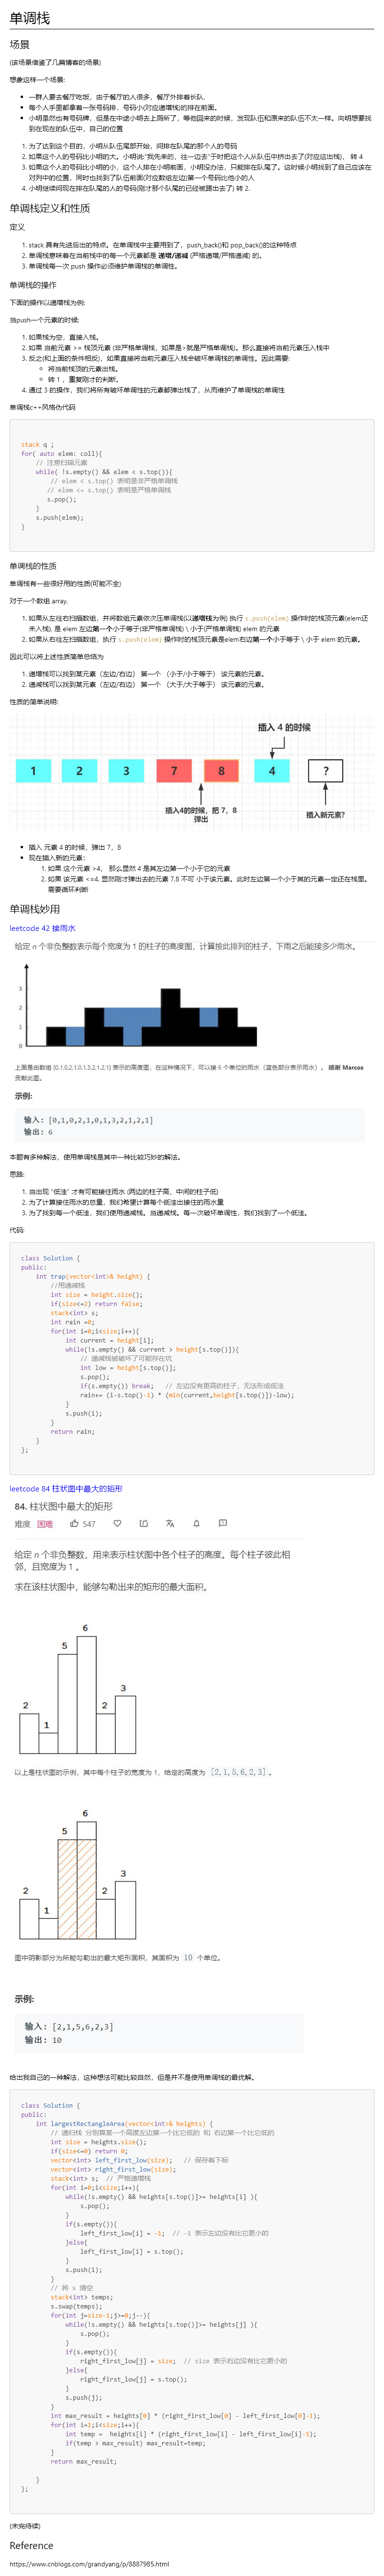 单调栈
场景
(该场景借鉴了几篇博客的场景)
想象这样一个场景:
一群人要去餐厅吃饭，由于餐厅的人很多，餐厅外排着长队.
每个人手里都拿着一张号码排，号码小(对应递增栈)的排在前面。
小明虽然也有号码牌，但是在中途小明去上厕所了，等他回来的时候，发现队伍和原来的队伍不太一样。向明想要找
到在现在的队伍中，自己的位置
1. 为了达到这个目的，小明从队伍尾部开始，问排在队尾的那个人的号码
2. 如果这个人的号码比小明的大。小明说:"我先来的，往一边去"于时把这个人从队伍中挤出去了(对应这出栈)， 转 4
3. 如果这个人的号码比小明的小，这个人排在小明前面，小明没办法，只能排在队尾了。这时候小明找到了自己应该在
对列中的位置，同时也找到了队伍前面(对应数组左边)第一个号码比他小的人
4. 小明继续问现在排在队尾的人的号码(刚才那个队尾的已经被踢出去了) 转 2.
单调栈定义和性质
定义
1. stack 具有先进后出的特点。在单调栈中主要用到了，push_back()和 pop_back()的这种特点
2. 单调栈意味着在当前栈中的每一个元素都是 递增/递减 (严格递增/严格递减) 的。
3. 单调栈每一次 push 操作必须维护单调栈的单调性。
单调栈的操作
下面的操作以递增栈为例:
当push一个元素的时候:
1. 如果栈为空，直接入栈。
2. 如果 当前元素 >= 栈顶元素 (非严格单调栈，如果是>就是严格单调栈)。那么直接将当前元素压入栈中
3. 反之(和上面的条件相反)，如果直接将当前元素压入栈会破坏单调栈的单调性。因此需要:
将当前栈顶的元素出栈。
转 1 ，重复刚才的判断。
4. 通过 3 的操作，我们将所有破坏单调性的元素都弹出栈了，从而维护了单调栈的单调性
单调栈c++风格伪代码
stack q ;
for( auto elem: coll){
// 注意扫描元素
while( !s.empty() && elem < s.top()){
// elem < s.top() 表明是非严格单调栈
// elem <= s.top() 表明是严格单调栈
s.pop();
}
s.push(elem);
}
单调栈的性质
单调栈有一些很好用的性质(可能不全)
对于一个数组 array.
1. 如果从左往右扫描数组，并将数组元素依次压单调栈(以递增栈为例) 执行 s.push(elem) 操作时的栈顶元素(elem还
未入栈). 是 elem 左边第一个小于等于(非严格单调栈) \ 小于(严格单调栈) elem 的元素
2. 如果从右往左扫描数组，执行 s.push(elem) 操作时的栈顶元素是elem右边第一个小于等于 \ 小于 elem 的元素。
因此可以将上述性质简单总结为
1. 递增栈可以找到某元素（左边/右边） 第一个 （小于/小于等于） 该元素的元素。
2. 递减栈可以找到某元素（左边/右边） 第一个 （大于/大于等于） 该元素的元素。
性质的简单说明:
插入 4 的时候
1 2 3 7 8 4 ?
插入4的时候，把 7，8
弹出
插入新元素?
插入 元素 4 的时候，弹出 7，8
现在插入新的元素：
1. 如果 这个元素 >4， 那么显然 4 是其左边第一个小于它的元素
2. 如果 该元素 <=4. 显然刚才弹出去的元素 7.8 不可 小于该元素。此时左边第一个小于其的元素一定还在栈里。
需要循环判断
单调栈妙用
leetcode 42 接雨水
给定 n 个非负整数表示每个宽度为 1 的柱子的高度图，计算按此排列的柱子，下雨之后能接多少雨水。
3
2
1
0
上面是由数组 [0,1,0,2,1,0,1,3,2,1,2,1] 表示的高度图，在这种情况下，可以接 6 个单位的雨水（蓝色部分表示雨水）。 感谢 Marcos
贡献此图。
示例:
输入: [0,1,0,2,1,0,1,3,2,1,2,1]
输出: 6
本题有多种解法，使用单调栈是其中一种比较巧妙的解法。
思路:
1. 当出现 "低洼" 才有可能接住雨水 (两边的柱子高，中间的柱子低)
2. 为了计算接住雨水的总量，我们希望计算每个低洼出接住的雨水量
3. 为了找到每一个低洼，我们使用递减栈。当递减栈。每一次破坏单调性，我们找到了一个低洼。
代码:
class Solution {
public:
int trap(vector<int>& height) {
//用递减栈
int size = height.size();
if(size<=2) return false;
stack<int> s;
int rain =0;
for(int i=0;i<size;i++){
int current = height[i];
while(!s.empty() && current > height[s.top()]){
// 递减栈被破坏了可能存在坑
int low = height[s.top()];
s.pop();
if(s.empty()) break; // 左边没有更高的柱子，无法形成低洼
rain+= (i-s.top()-1) * (min(current,height[s.top()])-low);
}
s.push(i);
}
return rain;
}
};
leetcode 84 柱状图中最大的矩形
84. 柱状图中最大的矩形
难度 困难 547
给定 n 个非负整数，用来表示柱状图中各个柱子的高度。每个柱子彼此相
邻，且宽度为 1 。
求在该柱状图中，能够勾勒出来的矩形的最大面积。
2 1 5 6 2 3
以上是柱状图的示例，其中每个柱子的宽度为 1，给定的高度为 [2,1,5,6,2,3]。
2 1 5 6 2 3
图中阴影部分为所能勾勒出的最大矩形面积，其面积为 10 个单位。
示例:
输入: [2,1,5,6,2,3]
输出: 10
给出我自己的一种解法，这种想法可能比较自然，但是并不是使用单调栈的最优解。
class Solution {
public:
int largestRectangleArea(vector<int>& heights) {
// 递归栈 分别算某一个高度左边第一个比它低的 和 右边第一个比它低的
int size = heights.size();
if(size<=0) return 0;
vector<int> left_first_low(size); // 保存着下标
vector<int> right_first_low(size);
stack<int> s; // 严格递增栈
for(int i=0;i<size;i++){
while(!s.empty() && heights[s.top()]>= heights[i] ){
s.pop();
}
if(s.empty()){
left_first_low[i] = -1; // -1 表示左边没有比它更小的
}else{
left_first_low[i] = s.top();
}
s.push(i);
}
// 将 s 清空
stack<int> temps;
s.swap(temps);
for(int j=size-1;j>=0;j--){
while(!s.empty() && heights[s.top()]>= heights[j] ){
s.pop();
}
if(s.empty()){
right_first_low[j] = size; // size 表示右边没有比它更小的
}else{
right_first_low[j] = s.top();
}
s.push(j);
}
int max_result = heights[0] * (right_first_low[0] - left_first_low[0]-1);
for(int i=1;i<size;i++){
int temp = heights[i] * (right_first_low[i] - left_first_low[i]-1);
if(temp > max_result) max_result=temp;
}
return max_result;
}
};
(未完待续)
Reference
https://www.cnblogs.com/grandyang/p/8887985.html